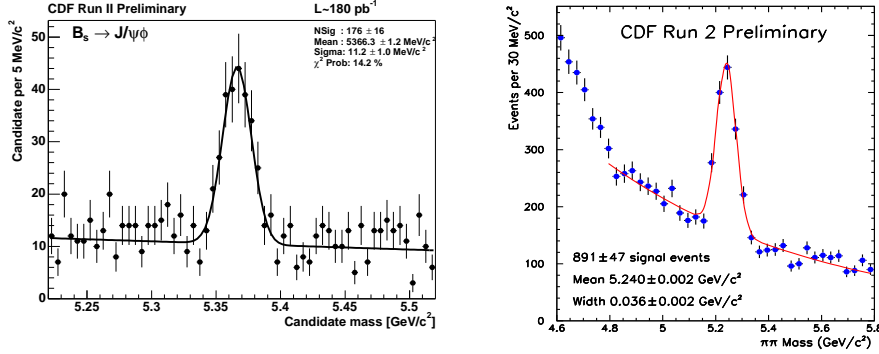 CDF Run II Preliminary L~180 pb⁻¹
Bₛ → J/ψφ
NSig : 176 ± 16
Mean : 5366.3 ± 1.2 MeV/c²
Sigma: 11.2 ± 1.0 MeV/c²
χ² Prob: 14.2 %
Candidate per 5 MeV/c²
50
40
30
20
10
0
5.25 5.3 5.35 5.4 5.45 5.5
Candidate mass [GeV/c²]
CDF Run 2 Preliminary
Events per 30 MeV/c²
500
400
300
200
100
0
891±47 signal events
Mean 5.240±0.002 GeV/c²
Width 0.036±0.002 GeV/c²
4.6 4.8 5 5.2 5.4 5.6 5.8
ππ Mass (GeV/c²)